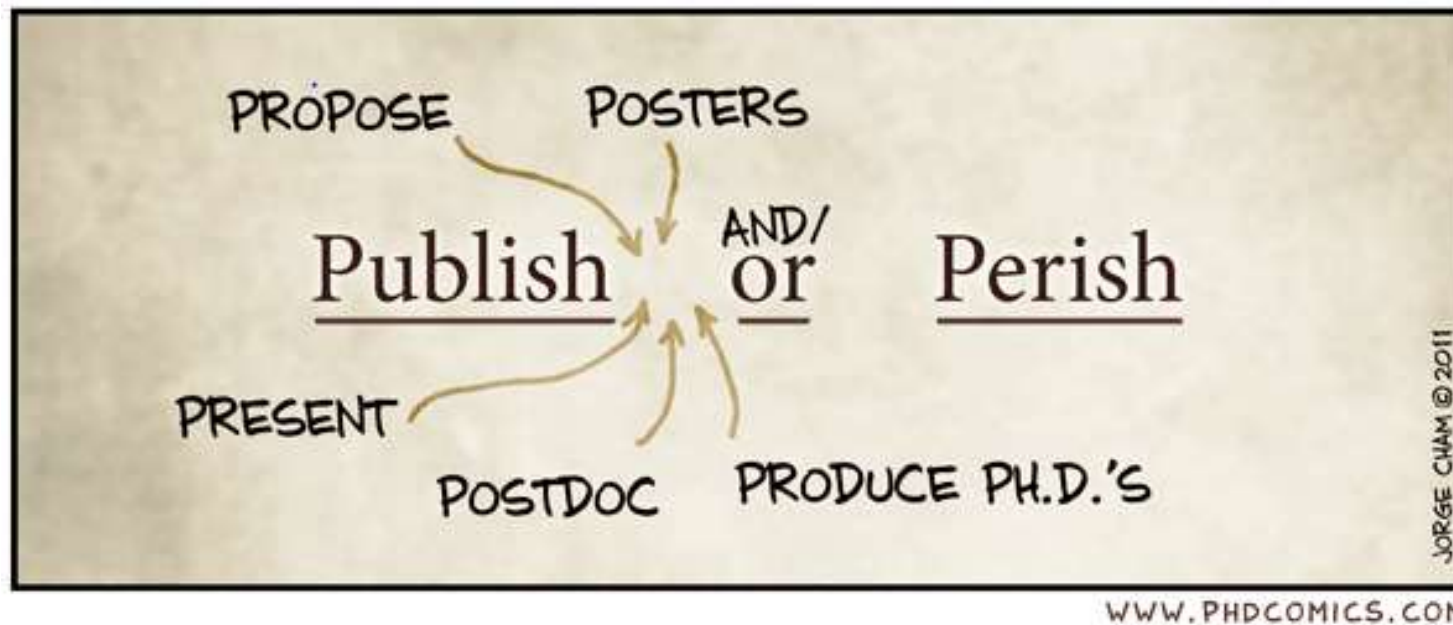 PROPOSE POSTERS
AND/
Publish or Perish
PRESENT
POSTDOC PRODUCE PH.D.'S
JORGE CHAM © 2011
WWW.PHDCOMICS.COM